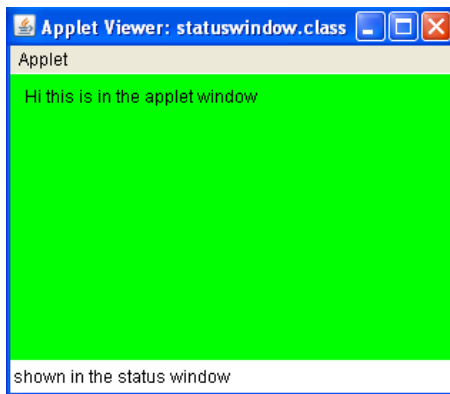 Applet Viewer: statuswindow.class
Applet
Hi this is in the applet window
shown in the status window